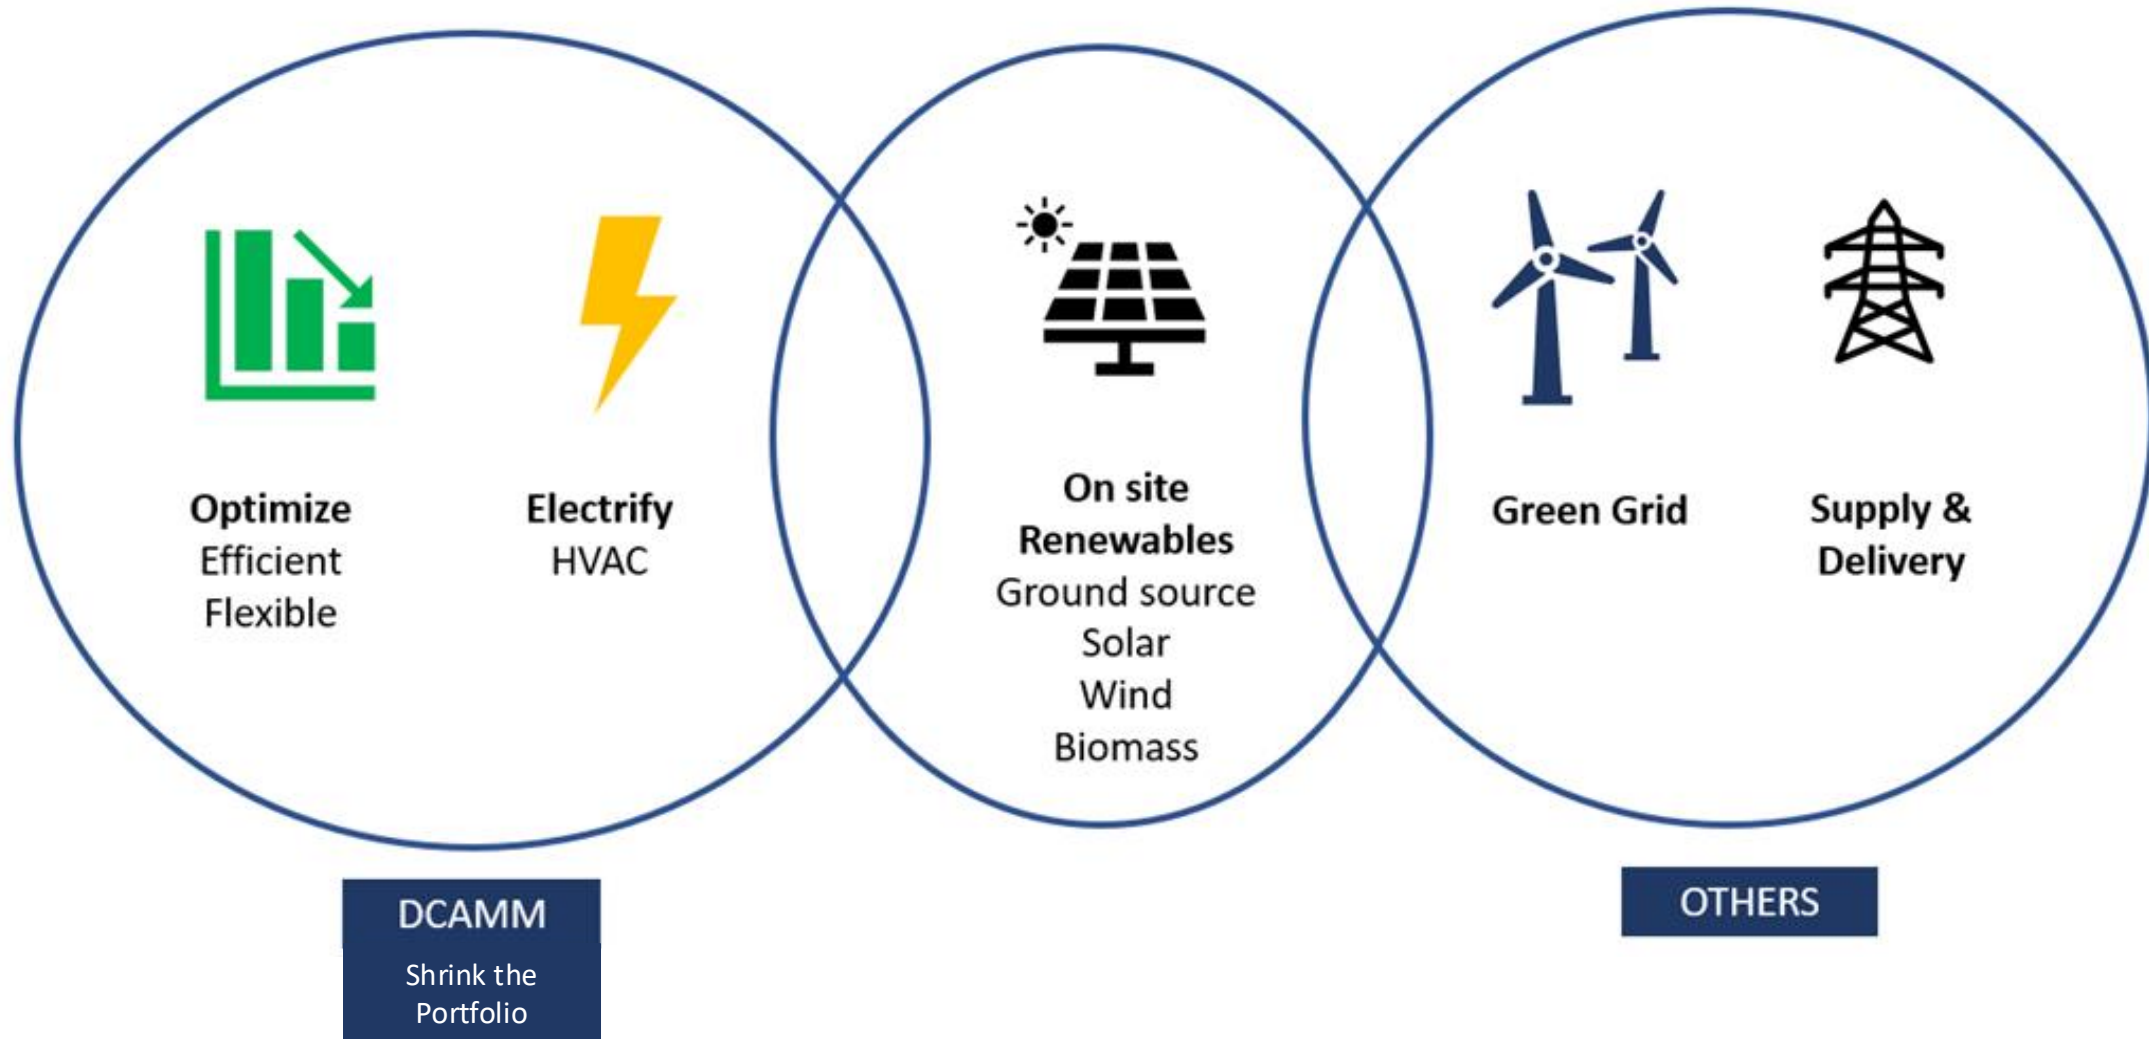 Optimize
Efficient
Flexible
Electrify
HVAC
On site
Renewables
Ground source
Solar
Wind
Biomass
Green Grid
Supply &
Delivery
DCAMM
Shrink the
Portfolio
OTHERS